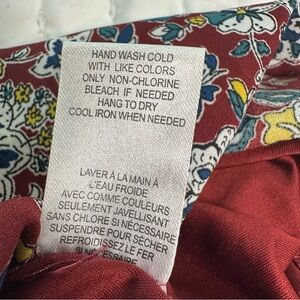 HAND WASH COLD
WITH LIKE COLORS
ONLY NON-CHLORINE
BLEACH IF NEEDED
HANG TO DRY
COOL IRON WHEN NEEDED
LAVER À LA MAIN À
L'EAU FROIDE
AVEC COMME COULEURS
SEULEMENT JAVELLISANT
SANS CHLORE SI NÉCESSAIRE
SUSPENDRE POUR SÉCHER
REFROIDISSEZ LE FER
SI NÉCESSAIRE